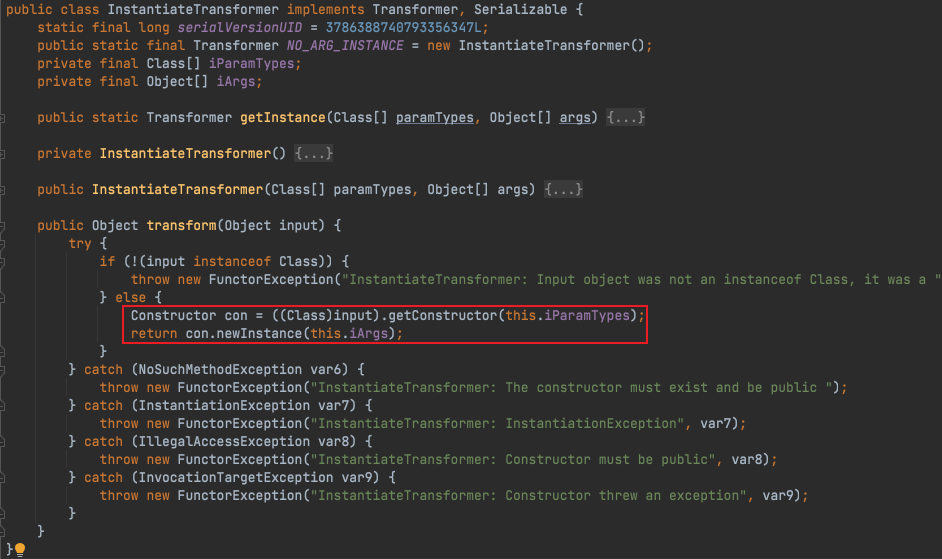 public class InstantiateTransformer implements Transformer, Serializable {
    static final long serialVersionUID = 3786388740793356347L;
    public static final Transformer NO_ARG_INSTANCE = new InstantiateTransformer();
    private final Class[] iParamTypes;
    private final Object[] iArgs;
    public static Transformer getInstance(Class[] paramTypes, Object[] args) {...}
    private InstantiateTransformer() {...}
    public InstantiateTransformer(Class[] paramTypes, Object[] args) {...}
    public Object transform(Object input) {
        try {
            if (!(input instanceof Class)) {
                throw new FunctorException("InstantiateTransformer: Input object was not an instanceof Class, it was a "
            } else {
                Constructor con = ((Class)input).getConstructor(this.iParamTypes);
                return con.newInstance(this.iArgs);
            }
        } catch (NoSuchMethodException var6) {
            throw new FunctorException("InstantiateTransformer: The constructor must exist and be public ");
        } catch (InstantiationException var7) {
            throw new FunctorException("InstantiateTransformer: InstantiationException", var7);
        } catch (IllegalAccessException var8) {
            throw new FunctorException("InstantiateTransformer: Constructor must be public", var8);
        } catch (InvocationTargetException var9) {
            throw new FunctorException("InstantiateTransformer: Constructor threw an exception", var9);
        }
    }
}